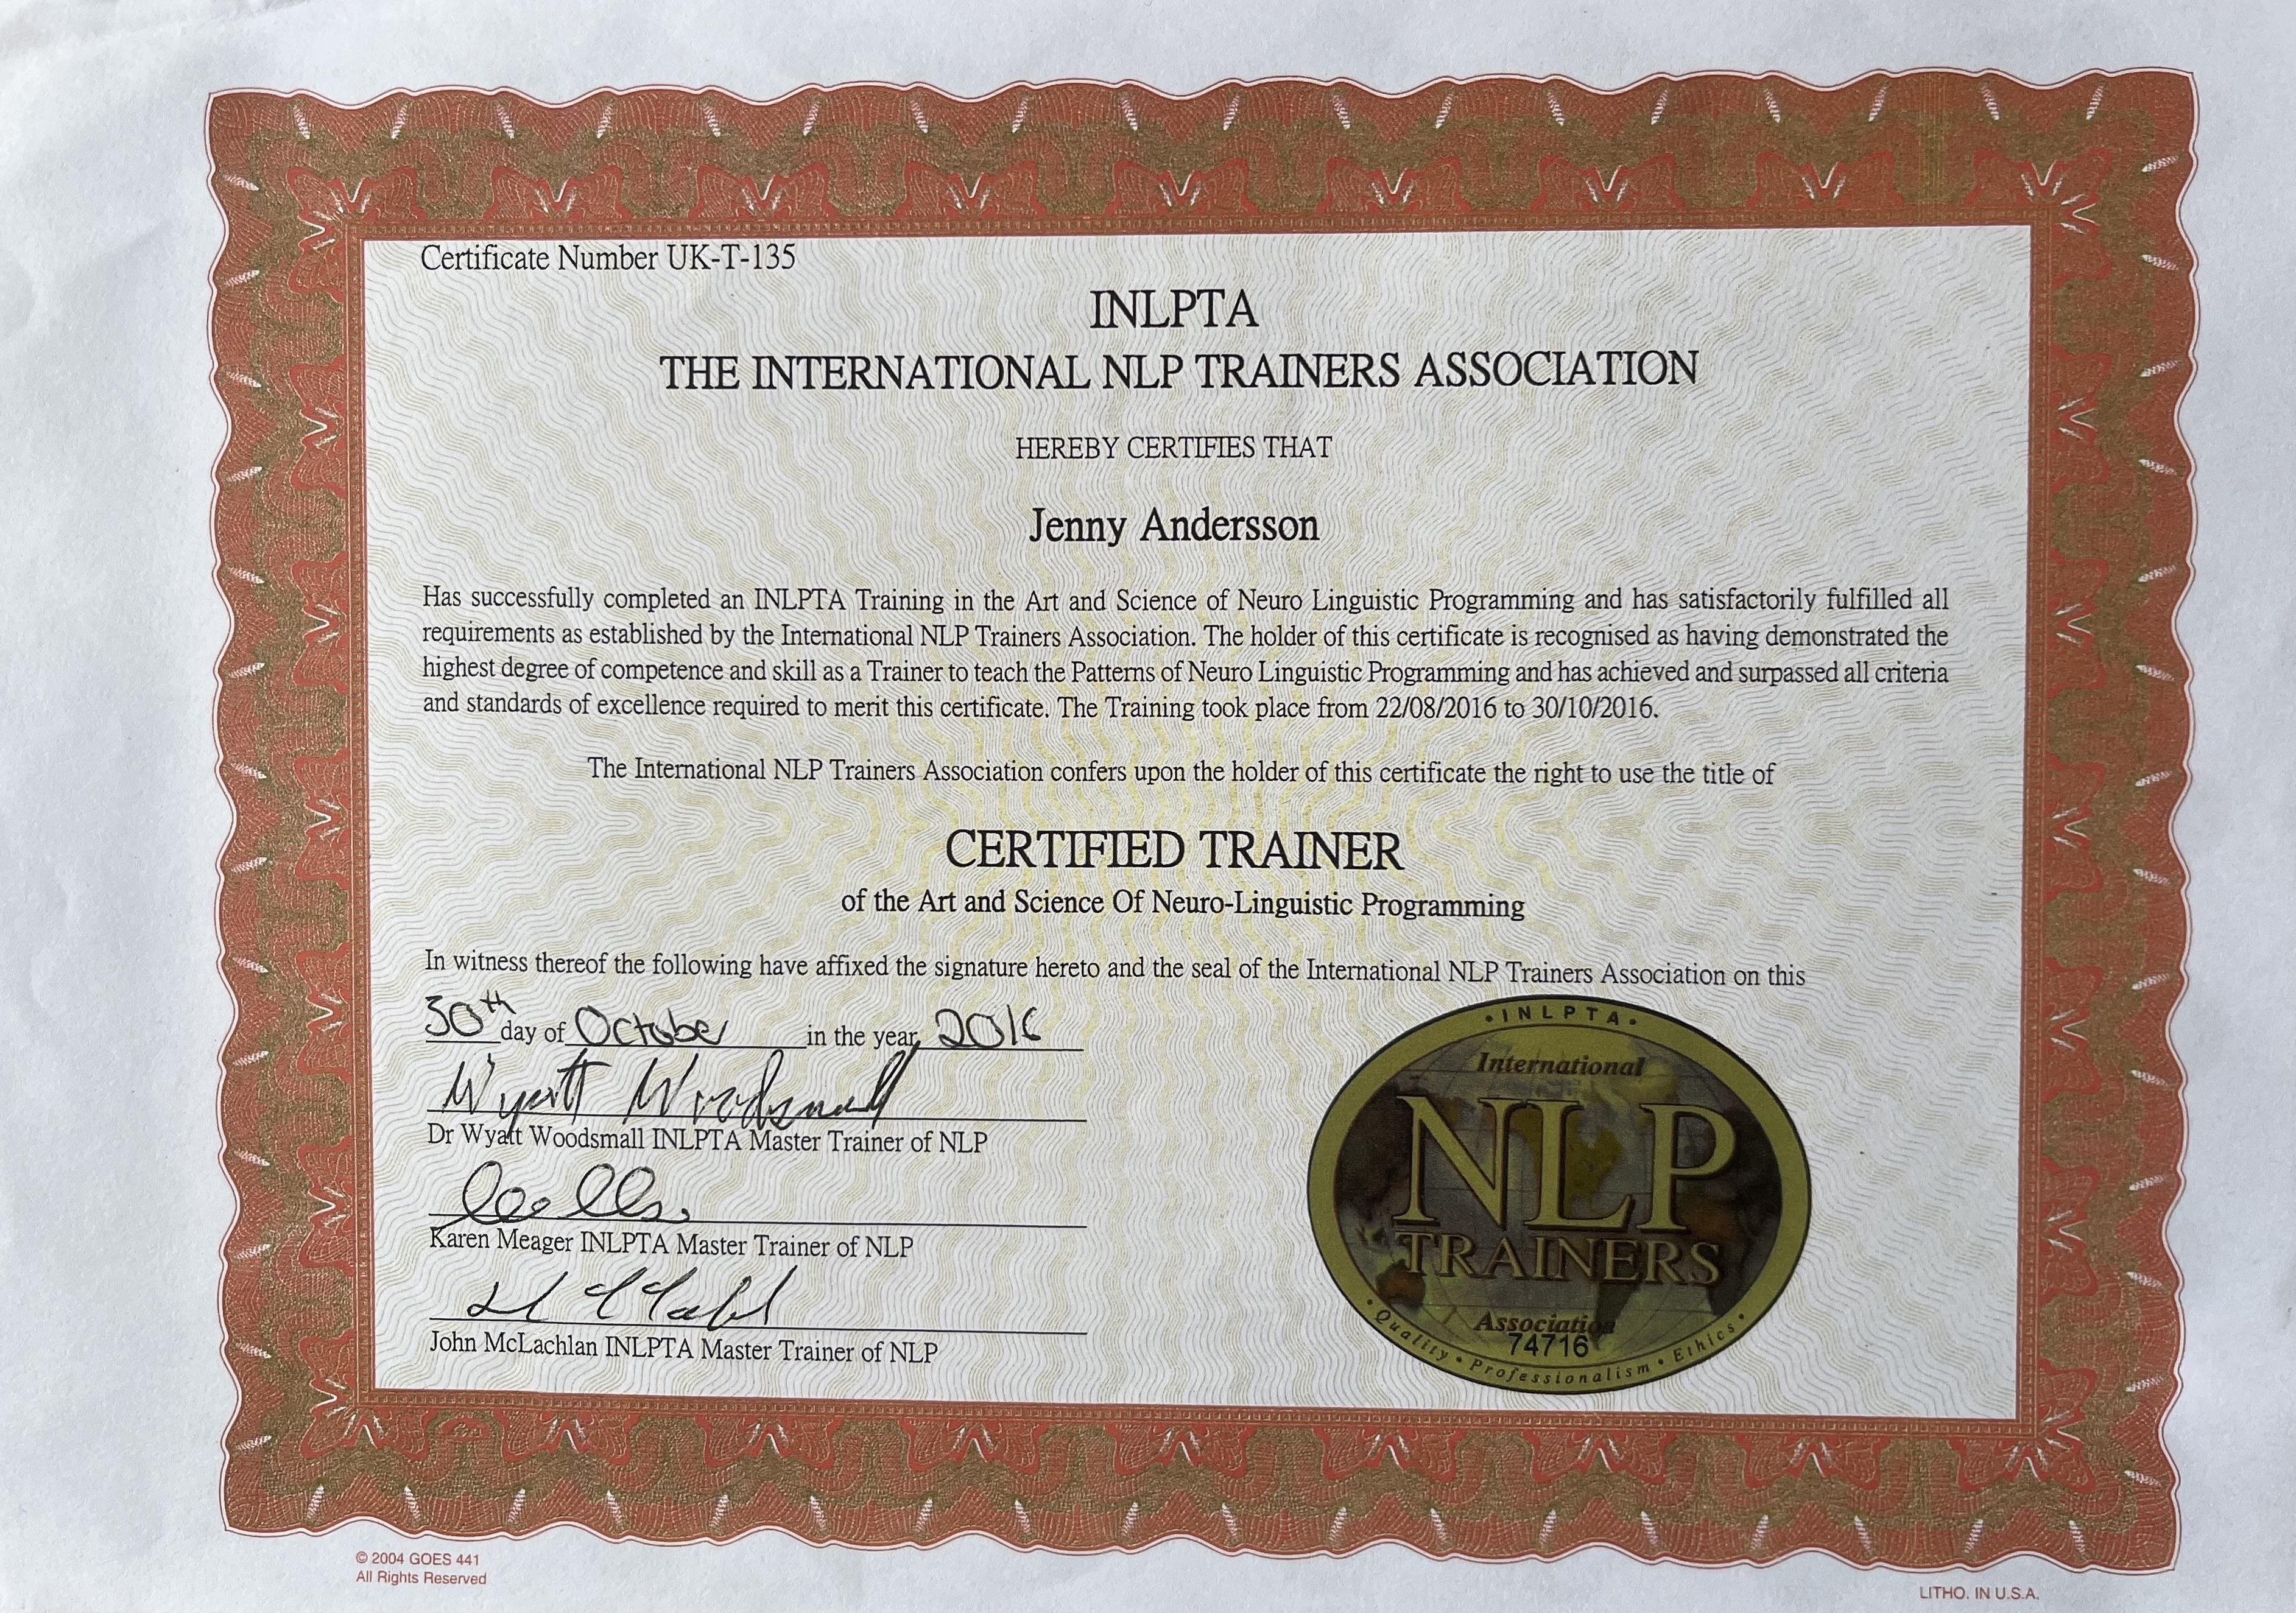 Certificate Number UK-T-135
INLPTA
THE INTERNATIONAL NLP TRAINERS ASSOCIATION
HEREBY CERTIFIES THAT
Jenny Andersson
Has successfully completed an INLPTA Training in the Art and Science of Neuro Linguistic Programming and has satisfactorily fulfilled all
requirements as established by the International NLP Trainers Association. The holder of this certificate is recognised as having demonstrated the
highest degree of competence and skill as a Trainer to teach the Patterns of Neuro Linguistic Programming and has achieved and surpassed all criteria
and standards of excellence required to merit this certificate. The Training took place from 22/08/2016 to 30/10/2016.
The International NLP Trainers Association confers upon the holder of this certificate the right to use the title of
CERTIFIED TRAINER
of the Art and Science Of Neuro-Linguistic Programming
In witness thereof the following have affixed the signature hereto and the seal of the International NLP Trainers Association on this
30th day of October in the year 2016
Wyatt Woodsmall
Dr Wyatt Woodsmall INLPTA Master Trainer of NLP
Karen Meager INLPTA Master Trainer of NLP
John McLachlan INLPTA Master Trainer of NLP
• INLPTA •
International
NLP
TRAINERS
Association
74716
• Quality • Professionalism • Ethics •
© 2004 GOES 441
All Rights Reserved
LITHO. IN U.S.A.